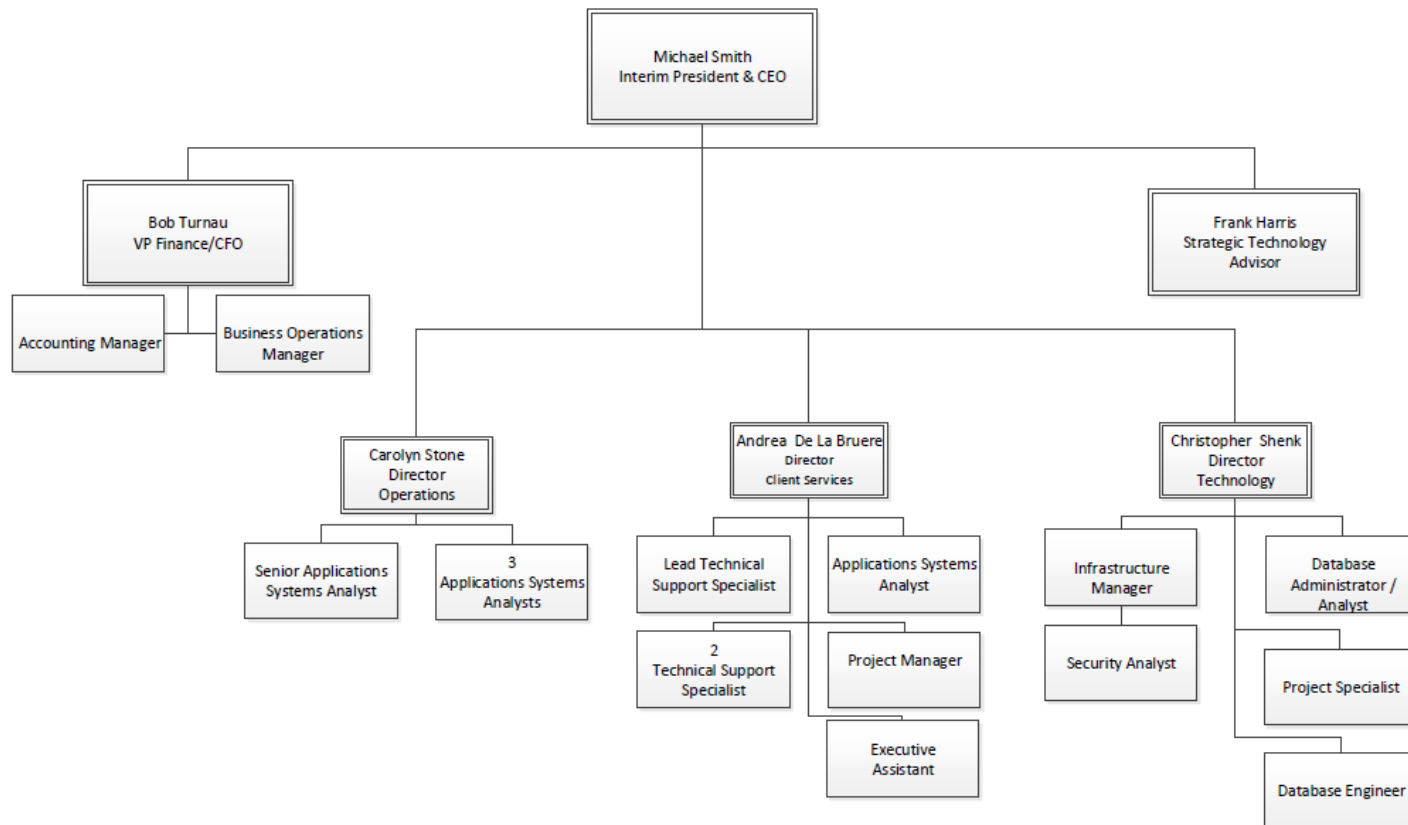 Michael Smith
Interim President & CEO
Bob Turnau
VP Finance/CFO
Frank Harris
Strategic Technology
Advisor
Accounting Manager
Business Operations
Manager
Carolyn Stone
Director
Operations
Andrea De La Bruere
Director
Client Services
Christopher Shenk
Director
Technology
Senior Applications
Systems Analyst
3
Applications Systems
Analysts
Lead Technical
Support Specialist
Applications Systems
Analyst
Infrastructure
Manager
Database
Administrator /
Analyst
2
Technical Support
Specialist
Project Manager
Security Analyst
Project Specialist
Executive
Assistant
Database Engineer